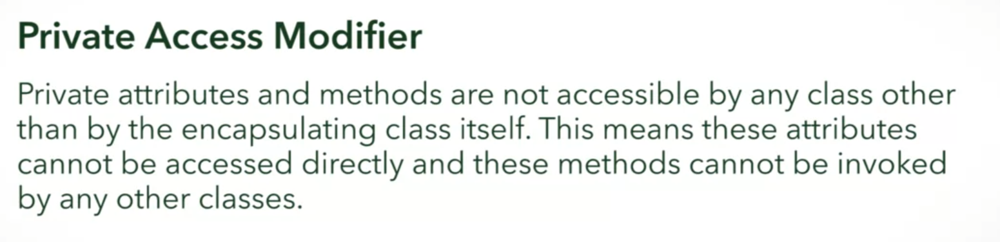 Private Access Modifier
Private attributes and methods are not accessible by any class other
than by the encapsulating class itself. This means these attributes
cannot be accessed directly and these methods cannot be invoked
by any other classes.